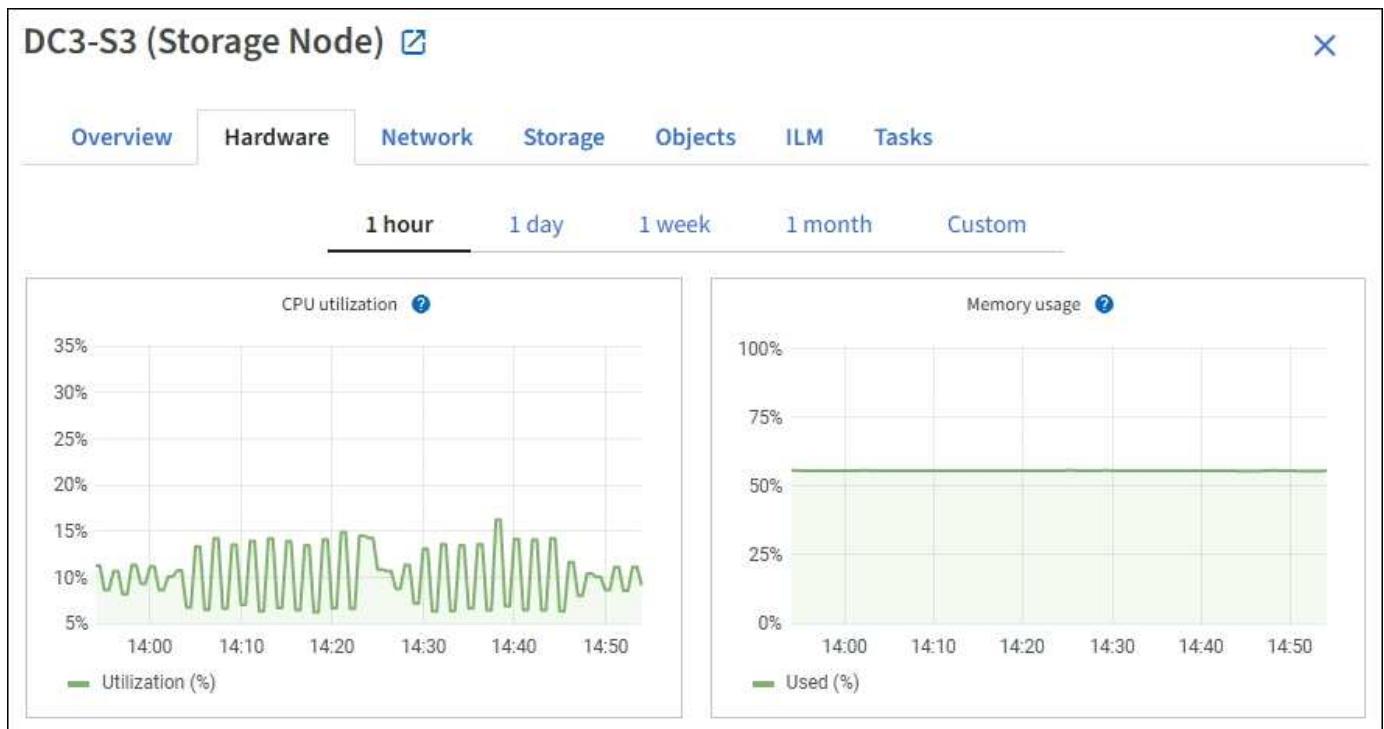 DC3-S3 (Storage Node)
Overview Hardware Network Storage Objects ILM Tasks
1 hour 1 day 1 week 1 month Custom
CPU utilization ?
35%
30%
25%
20%
15%
10%
5%
14:00 14:10 14:20 14:30 14:40 14:50
Utilization (%)
Memory usage ?
100%
75%
50%
25%
0%
14:00 14:10 14:20 14:30 14:40 14:50
Used (%)